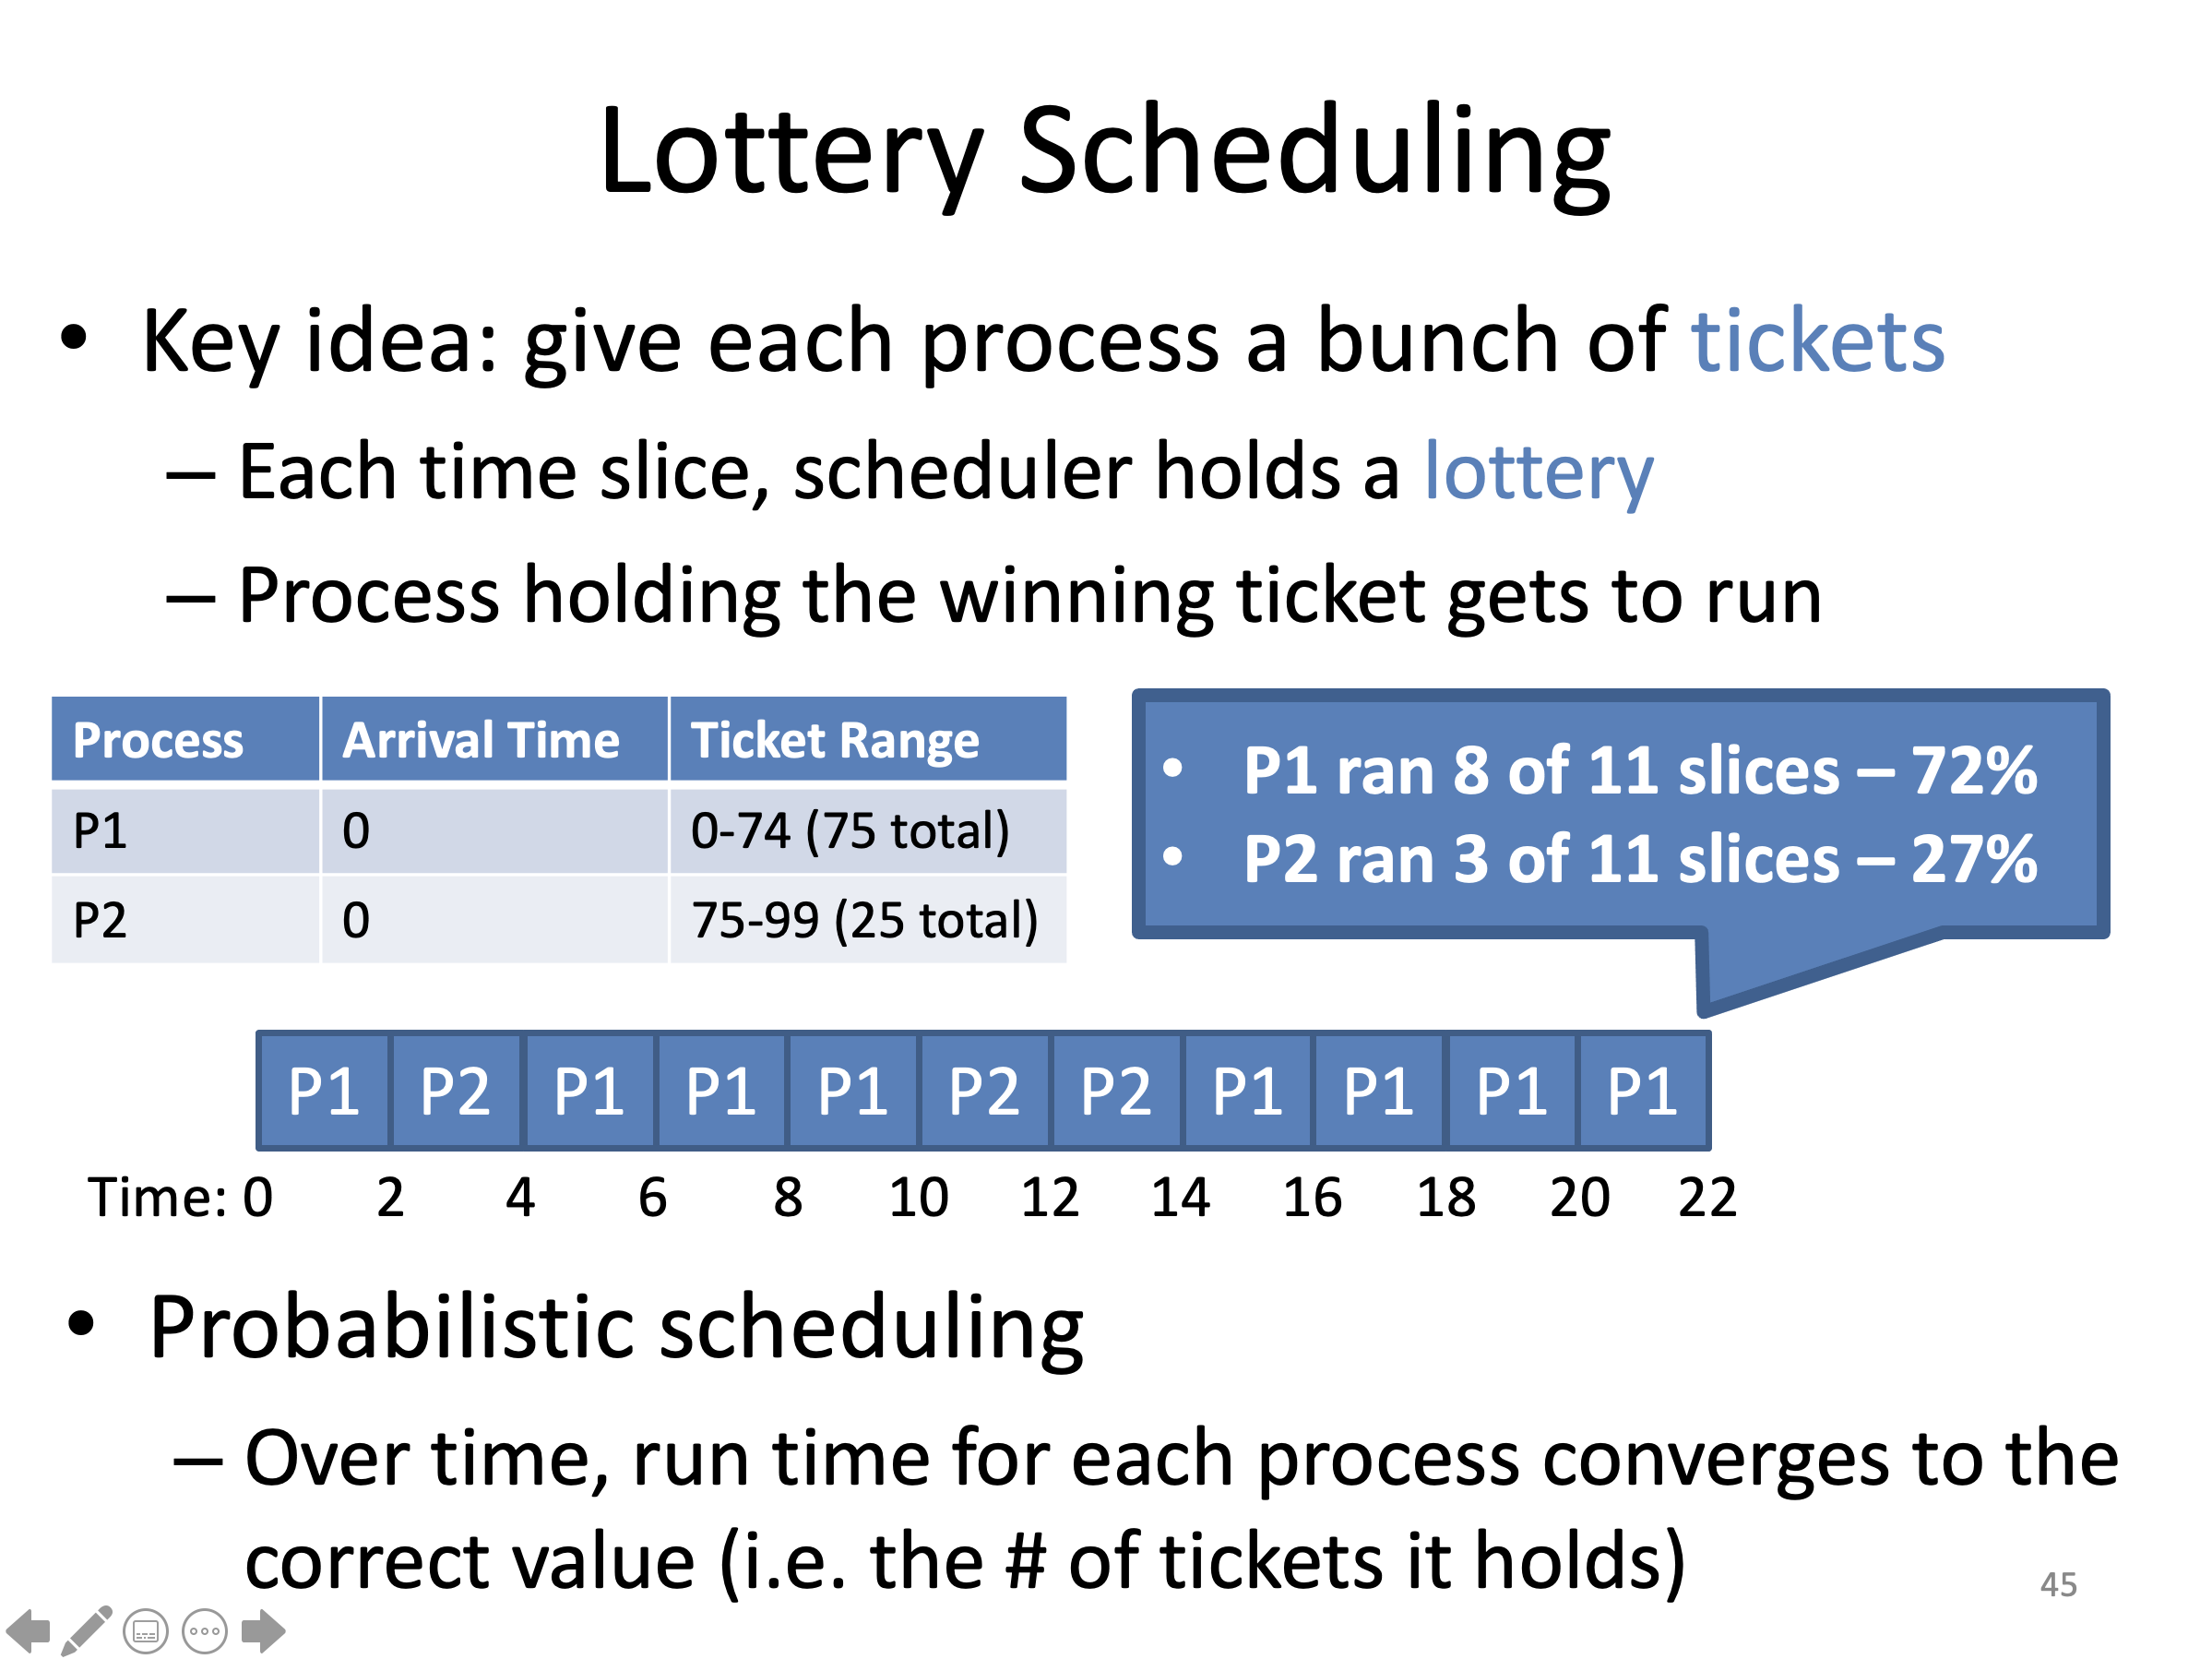 Lottery Scheduling
• Key idea: give each process a bunch of tickets
– Each time slice, scheduler holds a lottery
– Process holding the winning ticket gets to run
Process Arrival Time Ticket Range
P1 0 0-74 (75 total)
P2 0 75-99 (25 total)
• P1 ran 8 of 11 slices – 72%
• P2 ran 3 of 11 slices – 27%
P1 P2 P1 P1 P1 P2 P2 P1 P1 P1 P1
Time: 0 2 4 6 8 10 12 14 16 18 20 22
• Probabilistic scheduling
– Over time, run time for each process converges to the
correct value (i.e. the # of tickets it holds)
45